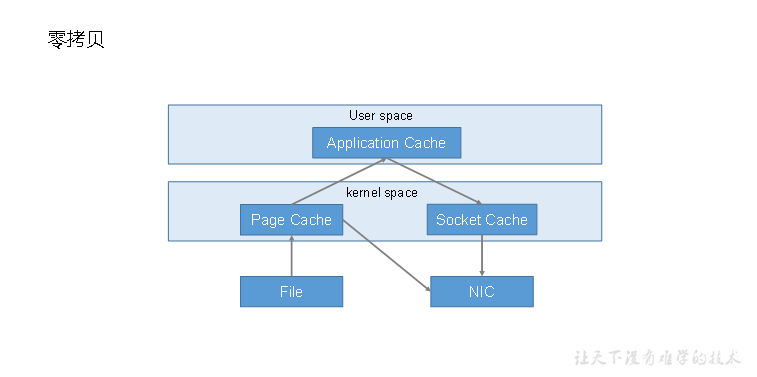 零拷贝
User space
Application Cache
kernel space
Page Cache
Socket Cache
File
NIC
让天下没有难学的技术